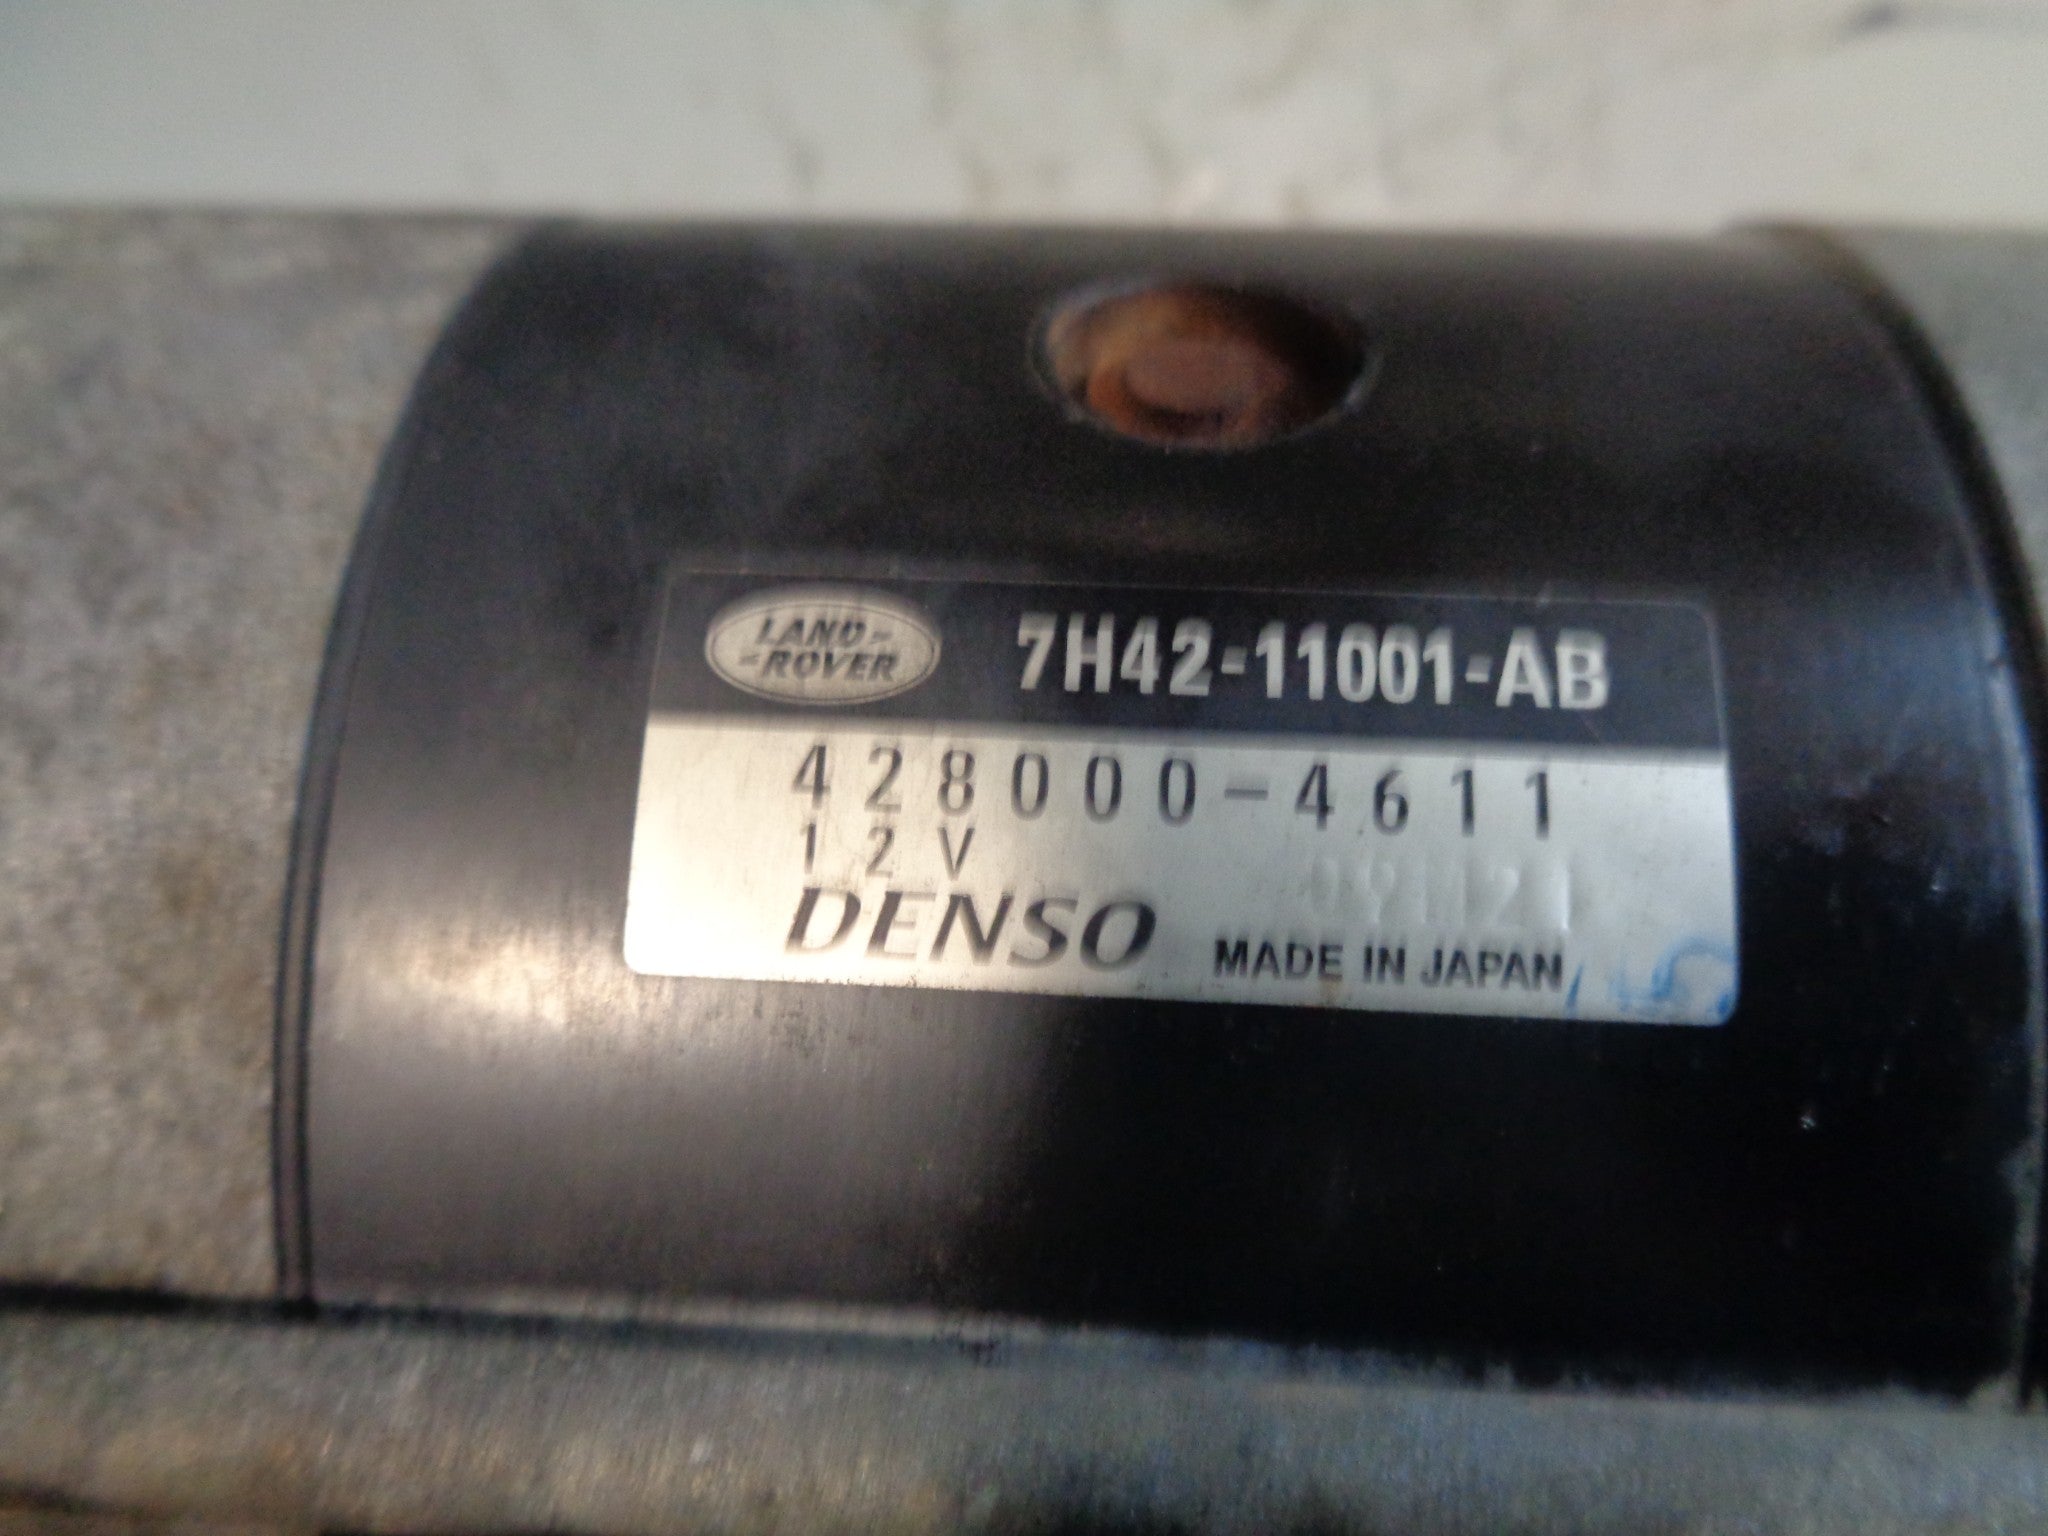 LAND-
-ROVER
7H42-11001-AB
428000-4611
12V
DENSO
MADE IN JAPAN